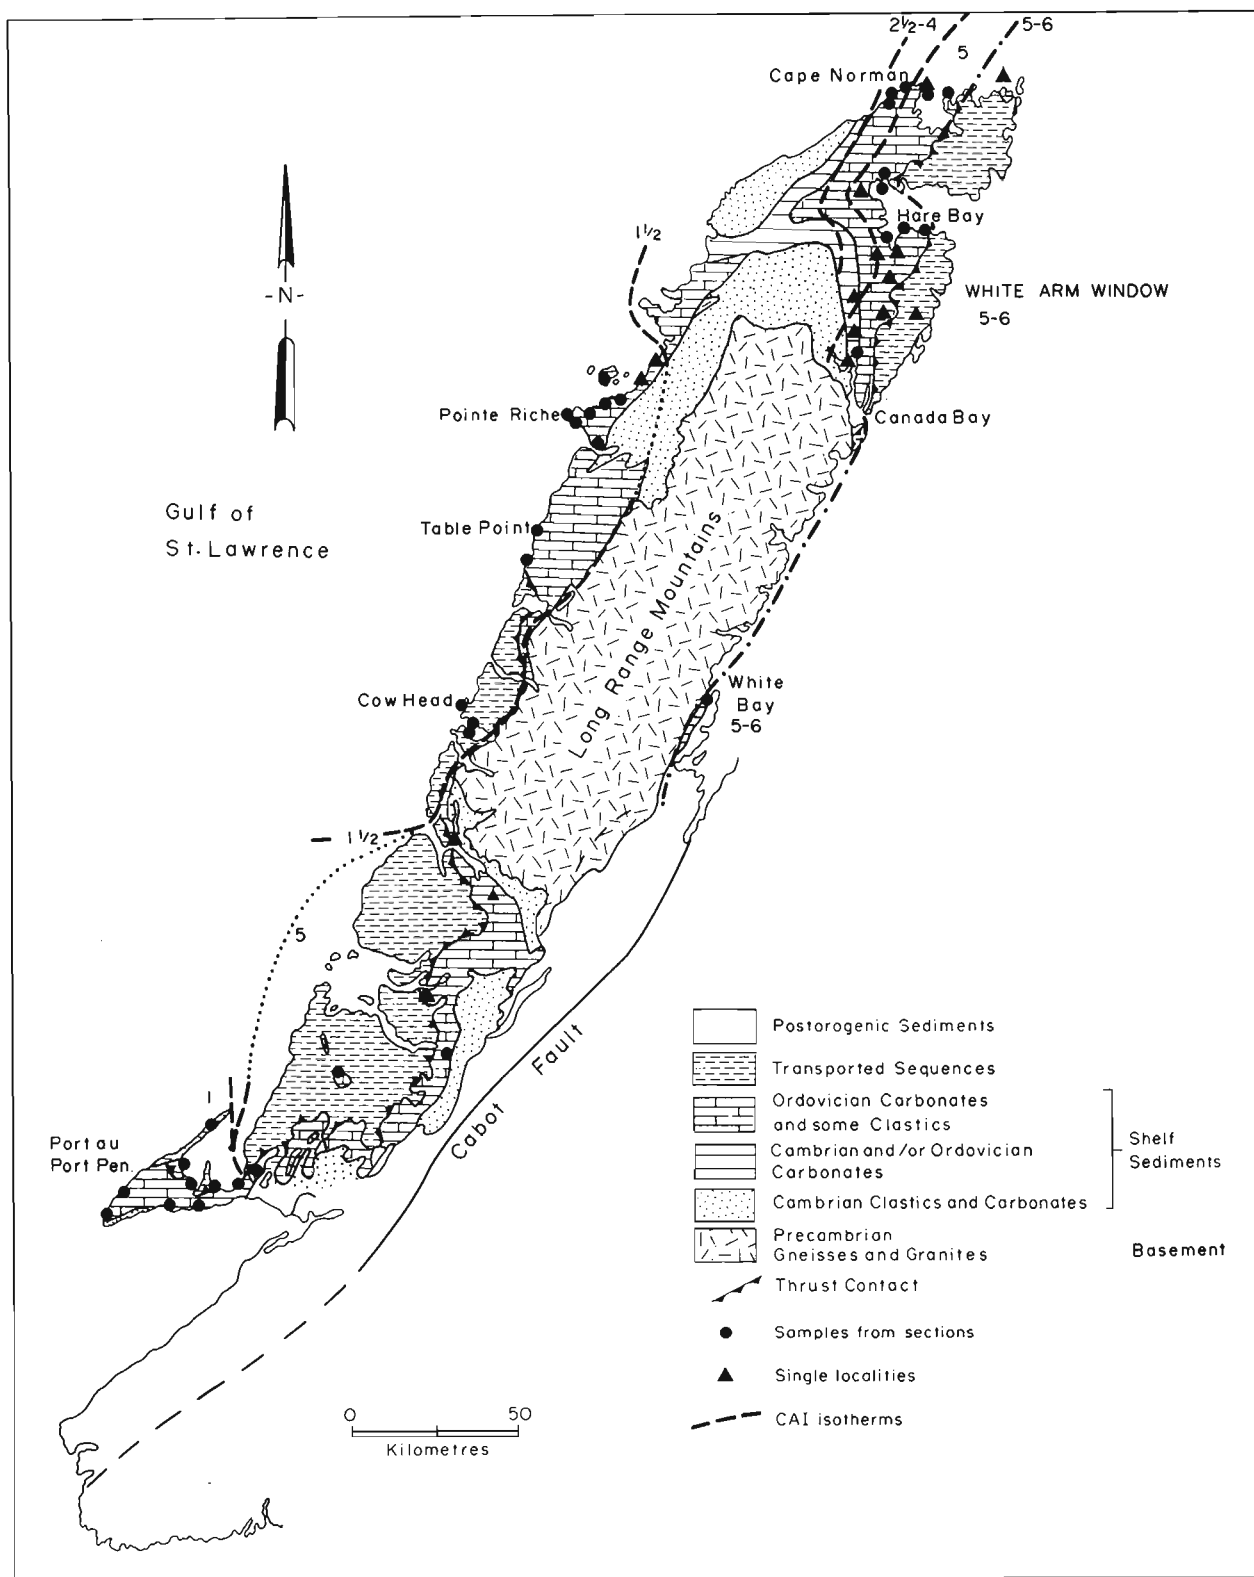 2½-4
5-6
5
Cape Norman
Hare Bay
1½
WHITE ARM WINDOW
5-6
-N-
Pointe Riche
Canada Bay
Gulf of
St. Lawrence
Table Point
Long Range Mountains
Cow Head
White
Bay
5-6
1½
5
Cabot Fault
1
Port au
Port Pen.
Postorogenic Sediments
Transported Sequences
Ordovician Carbonates
and some Clastics
Cambrian and/or Ordovician
Carbonates
Shelf
Sediments
Cambrian Clastics and Carbonates
Precambrian
Gneisses and Granites
Basement
Thrust Contact
Samples from sections
Single localities
CAI isotherms
0 50
Kilometres